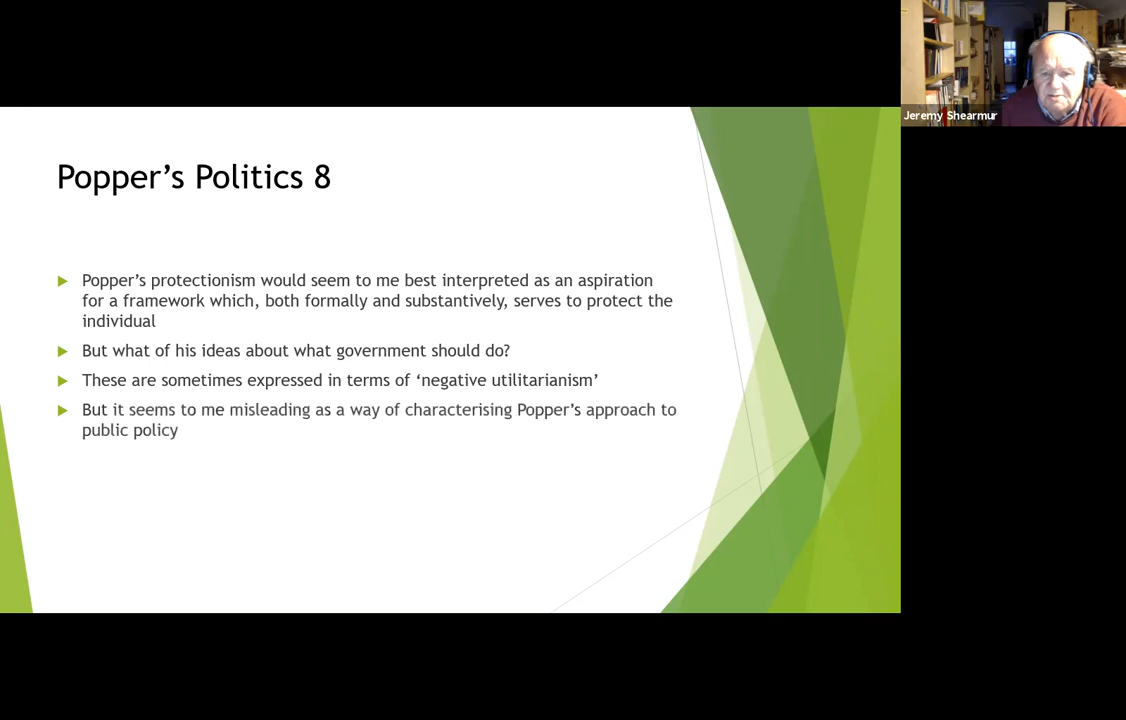 Jeremy Shearmur
Popper’s Politics 8
Popper’s protectionism would seem to me best interpreted as an aspiration
for a framework which, both formally and substantively, serves to protect the
individual
But what of his ideas about what government should do?
These are sometimes expressed in terms of ‘negative utilitarianism’
But it seems to me misleading as a way of characterising Popper’s approach to
public policy